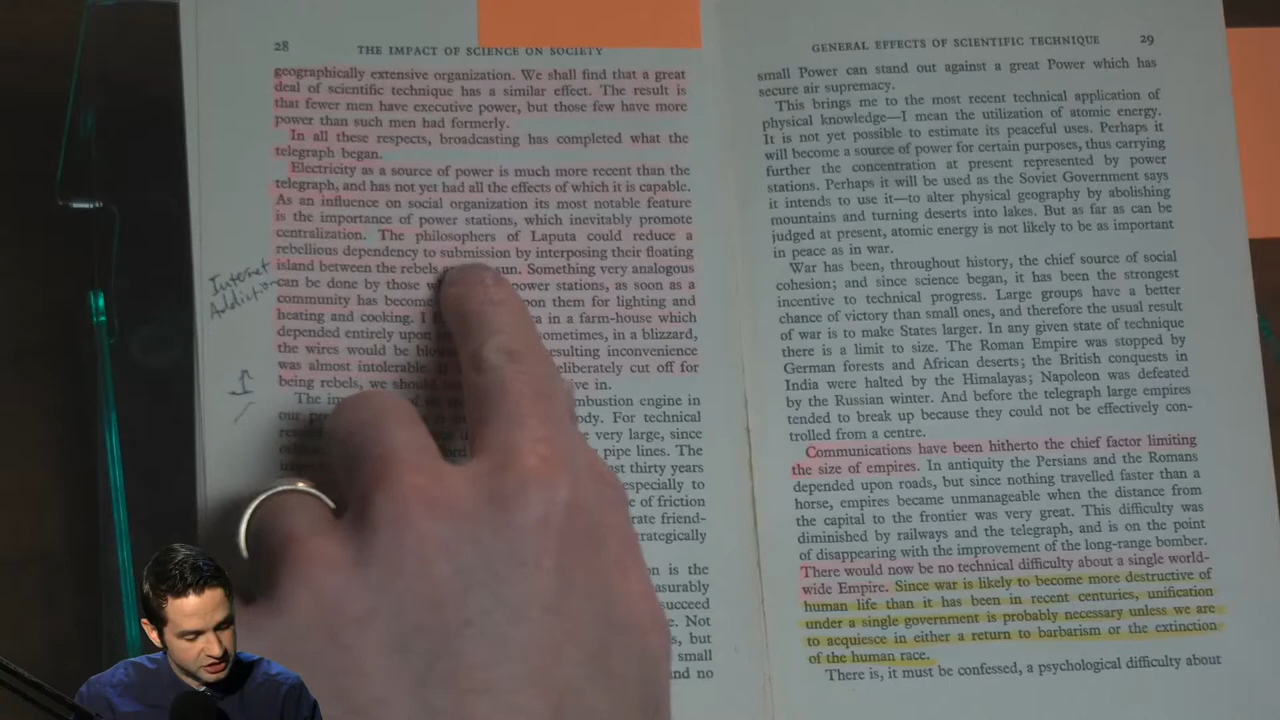 28
THE IMPACT OF SCIENCE ON SOCIETY
geographically extensive organization. We shall find that a great
deal of scientific technique has a similar effect. The result is
that fewer men have executive power, but those few have more
power than such men had formerly.
In all these respects, broadcasting has completed what the
telegraph began.
Electricity as a source of power is much more recent than the
telegraph, and has not yet had all the effects of which it is capable.
As an influence on social organization its most notable feature
is the importance of power stations, which inevitably promote
centralization. The philosophers of Laputa could reduce a
rebellious dependency to submission by interposing their floating
island between the rebels sun. Something very analogous
can be done by those power stations, as soon as a
community has become upon them for lighting and
heating and cooking. I in a farm-house which
depended entirely upon sometimes, in a blizzard,
the wires would be resulting inconvenience
was almost intolerable. deliberately cut off for
being rebels, we in.
The combustion engine in
our For technical
very large, since
pipe lines. The
thirty years
especially to
of friction
friend-
is the
succeed
Not
but
small
no
Internet
Addiction
GENERAL EFFECTS OF SCIENTIFIC TECHNIQUE
29
small Power can stand out against a great Power which has
secure air supremacy.
This brings me to the most recent technical application of
physical knowledge—I mean the utilization of atomic energy.
It is not yet possible to estimate its peaceful uses. Perhaps it
will become a source of power for certain purposes, thus carrying
further the concentration at present represented by power
stations. Perhaps it will be used as the Soviet Government says
it intends to use it—to alter physical geography by abolishing
mountains and turning deserts into lakes. But as far as can be
judged at present, atomic energy is not likely to be as important
in peace as in war.
War has been, throughout history, the chief source of social
cohesion; and since science began, it has been the strongest
incentive to technical progress. Large groups have a better
chance of victory than small ones, and therefore the usual result
of war is to make States larger. In any given state of technique
there is a limit to size. The Roman Empire was stopped by
German forests and African deserts; the British conquests in
India were halted by the Himalayas; Napoleon was defeated
by the Russian winter. And before the telegraph large empires
tended to break up because they could not be effectively con-
trolled from a centre.
Communications have been hitherto the chief factor limiting
the size of empires. In antiquity the Persians and the Romans
depended upon roads, but since nothing travelled faster than a
horse, empires became unmanageable when the distance from
the capital to the frontier was very great. This difficulty was
diminished by railways and the telegraph, and is on the point
of disappearing with the improvement of the long-range bomber.
There would now be no technical difficulty about a single world-
wide Empire. Since war is likely to become more destructive of
human life than it has been in recent centuries, unification
under a single government is probably necessary unless we are
to acquiesce in either a return to barbarism or the extinction
of the human race.
There is, it must be confessed, a psychological difficulty about